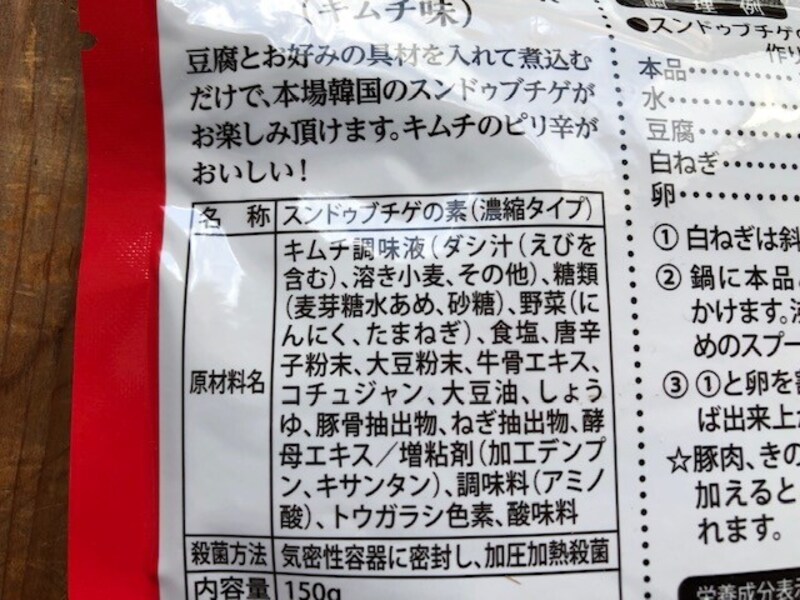 (キムチ味)
豆腐とお好みの具材を入れて煮込む
だけで、本場韓国のスンドゥブチゲが
お楽しみ頂けます。キムチのピリ辛が
おいしい!
名 称 スンドゥブチゲの素(濃縮タイプ)
原材料名
キムチ調味液(ダシ汁(えびを
含む)、溶き小麦、その他)、糖類
(麦芽糖水あめ、砂糖)、野菜(に
んにく、たまねぎ)、食塩、唐辛
子粉末、大豆粉末、牛骨エキス、
コチュジャン、大豆油、しょう
ゆ、豚骨抽出物、ねぎ抽出物、酵
母エキス/増粘剤(加工デンプ
ン、キサンタン)、調味料(アミノ
酸)、トウガラシ色素、酸味料
殺菌方法 気密性容器に密封し、加圧加熱殺菌
内容量 150g
調理例
●スンドゥブチゲの
作り
本品
水
豆腐
白ねぎ
卵
① 白ねぎは斜
② 鍋に本品
かけます。
めのスプー
③ ①と卵を
ば出来上
☆豚肉、きの
加えると
れます。
栄養成分表示